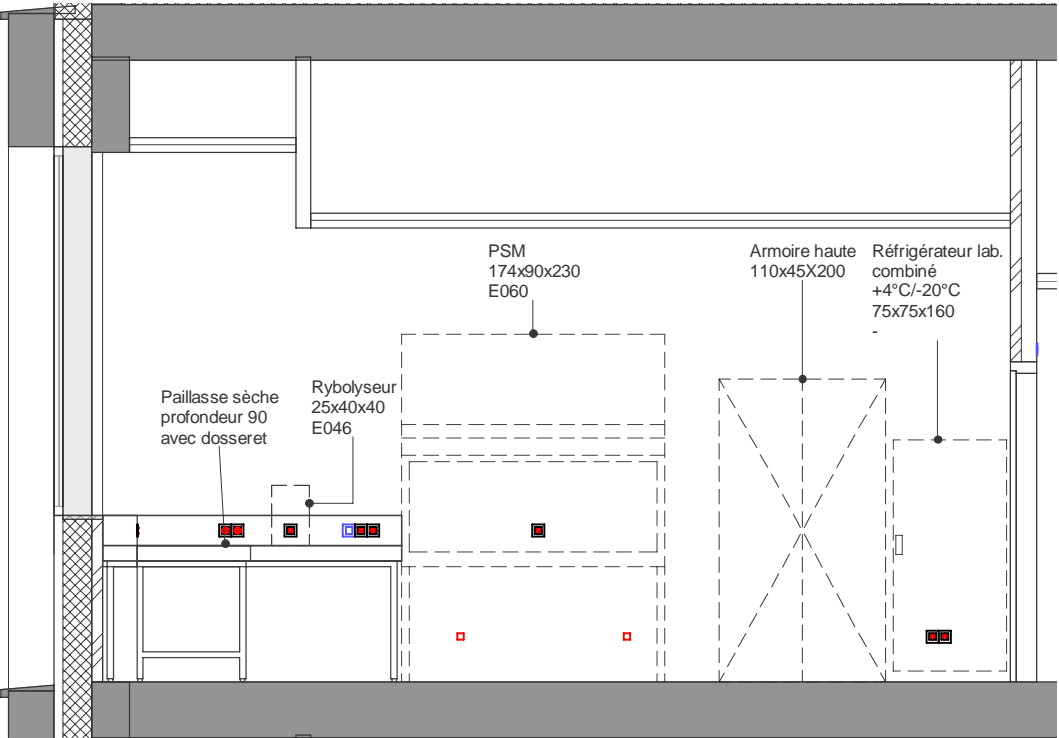 PSM
174x90x230
E060
Armoire haute
110x45X200
Réfrigérateur lab.
combiné
+4°C/-20°C
75x75x160
-
Paillasse sèche
profondeur 90
avec dosseret
Rybolyseur
25x40x40
E046